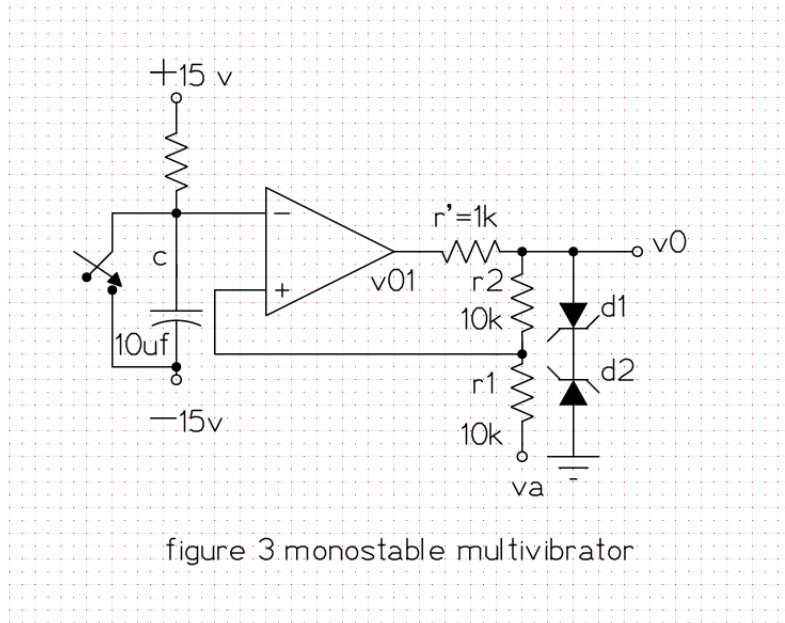 +15 v
r'=1k
v0
c
−
+
v01
r2
d1
10k
10uf
d2
r1
−15v
10k
va
figure 3 monostable multivibrator